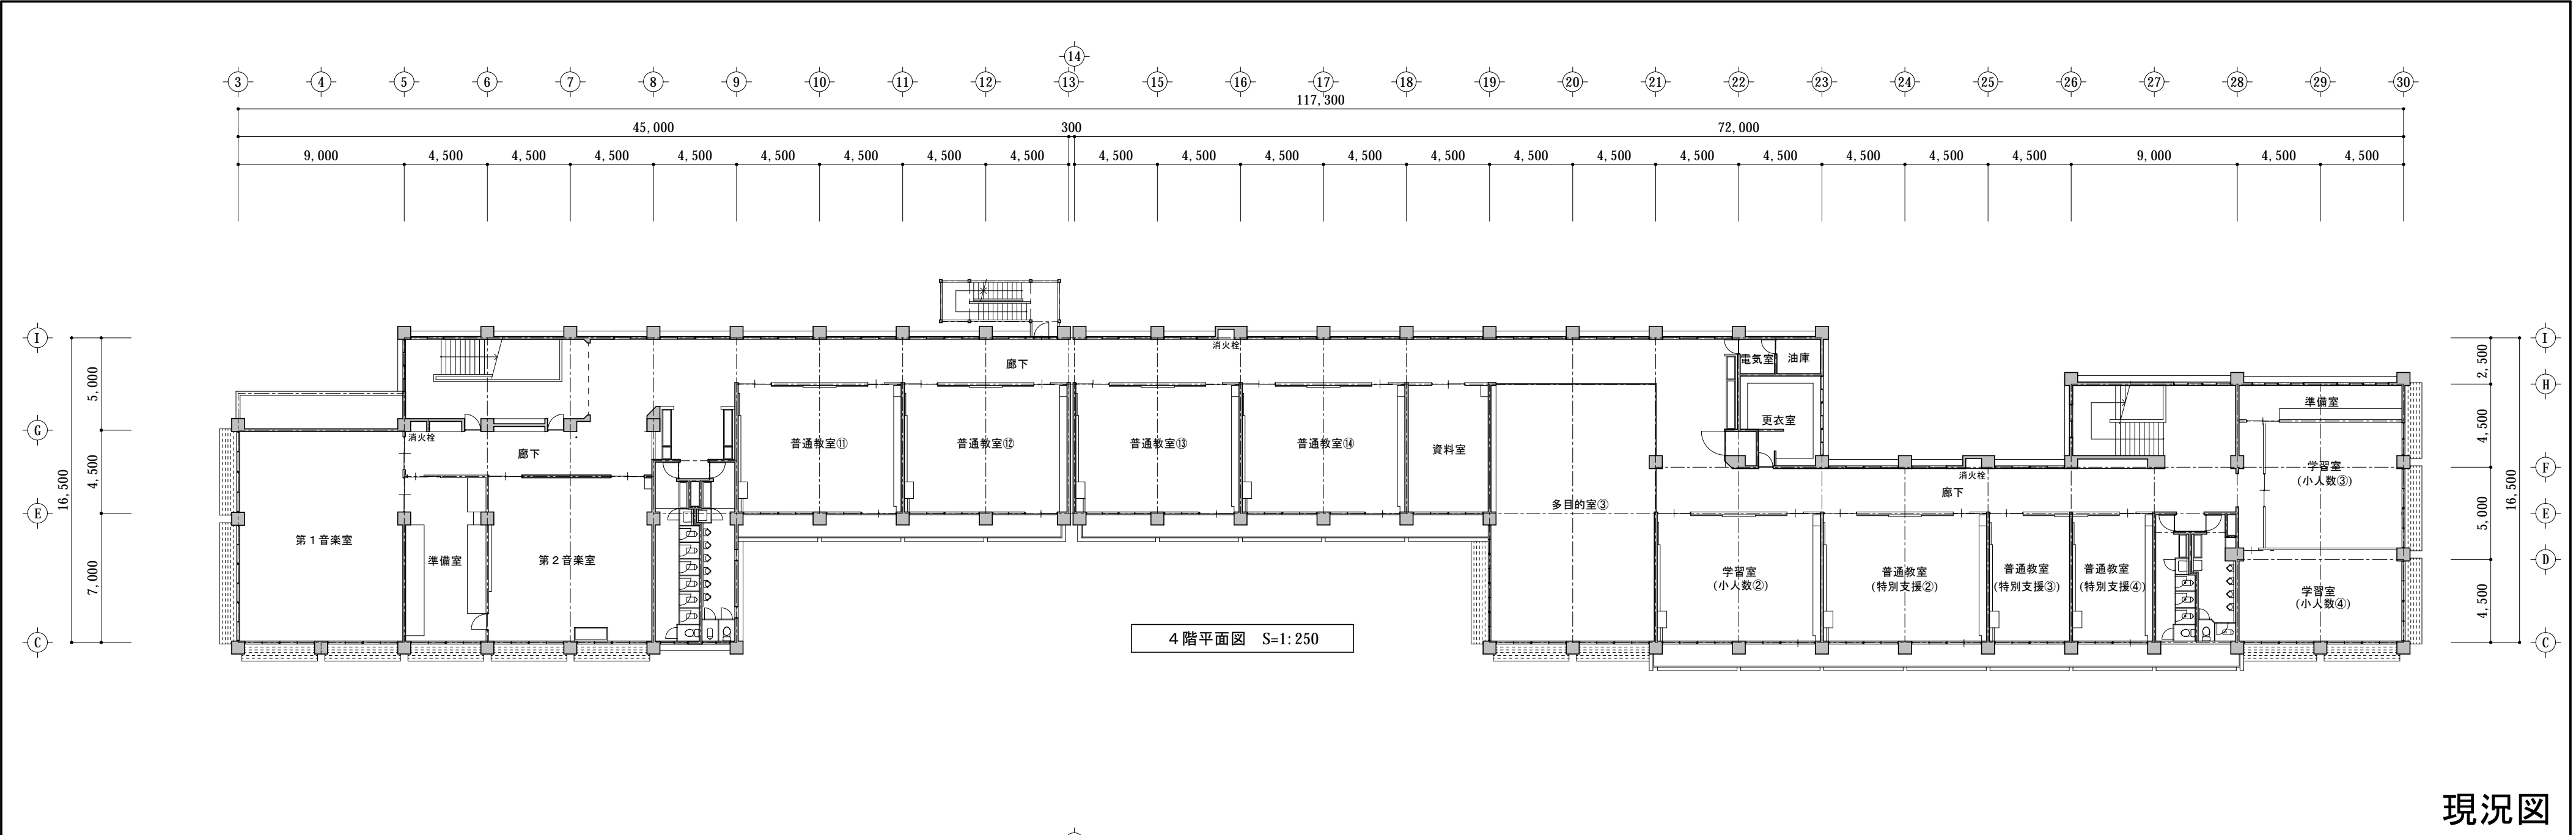 14
3 4 5 6 7 8 9 10 11 12 13 15 16 17 18 19 20 21 22 23 24 25 26 27 28 29 30
117,300
45,000 300 72,000
9,000 4,500 4,500 4,500 4,500 4,500 4,500 4,500 4,500 4,500 4,500 4,500 4,500 4,500 4,500 4,500 4,500 4,500 4,500 4,500 4,500 9,000 4,500 4,500
I
G
E
C
16,500
5,000
4,500
7,000
消火栓
廊下
第1音楽室
準備室
第2音楽室
廊下
普通教室⑪
普通教室⑫
消火栓
普通教室⑬
普通教室⑭
資料室
多目的室③
電気室
油庫
更衣室
消火栓
廊下
学習室
(小人数②)
普通教室
(特別支援②)
普通教室
(特別支援③)
普通教室
(特別支援④)
準備室
学習室
(小人数③)
学習室
(小人数④)
2,500
4,500
5,000
4,500
16,500
I
H
F
E
D
C
4階平面図 S=1:250
現況図